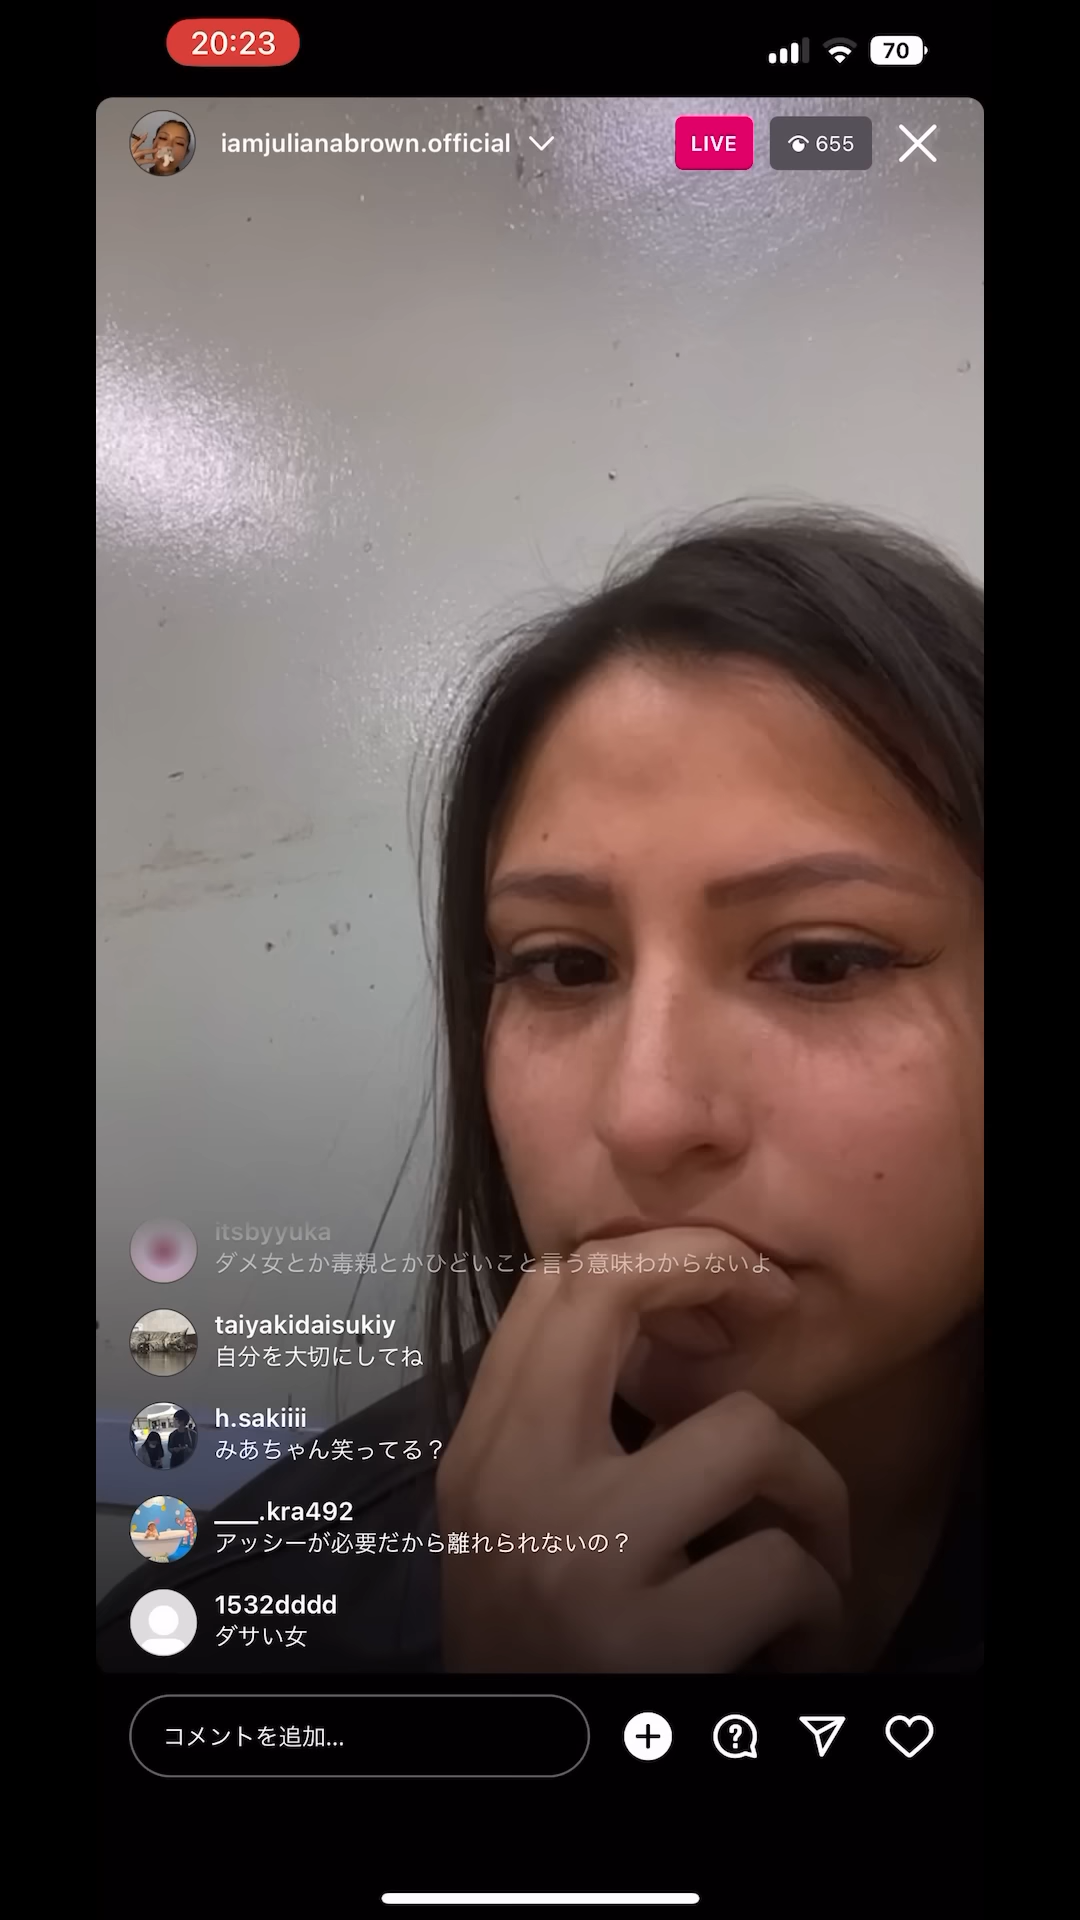 20:23
70
iamjulianabrown.official
LIVE
655
itsbyyuka
ダメ女とか毒親とかひどいこと言う意味わからないよ
taiyakidaisukiy
自分を大切にしてね
h.sakiiii
みあちゃん笑ってる？
___.kra492
アッシーが必要だから離れられないの？
1532dddd
ダサい女
コメントを追加...